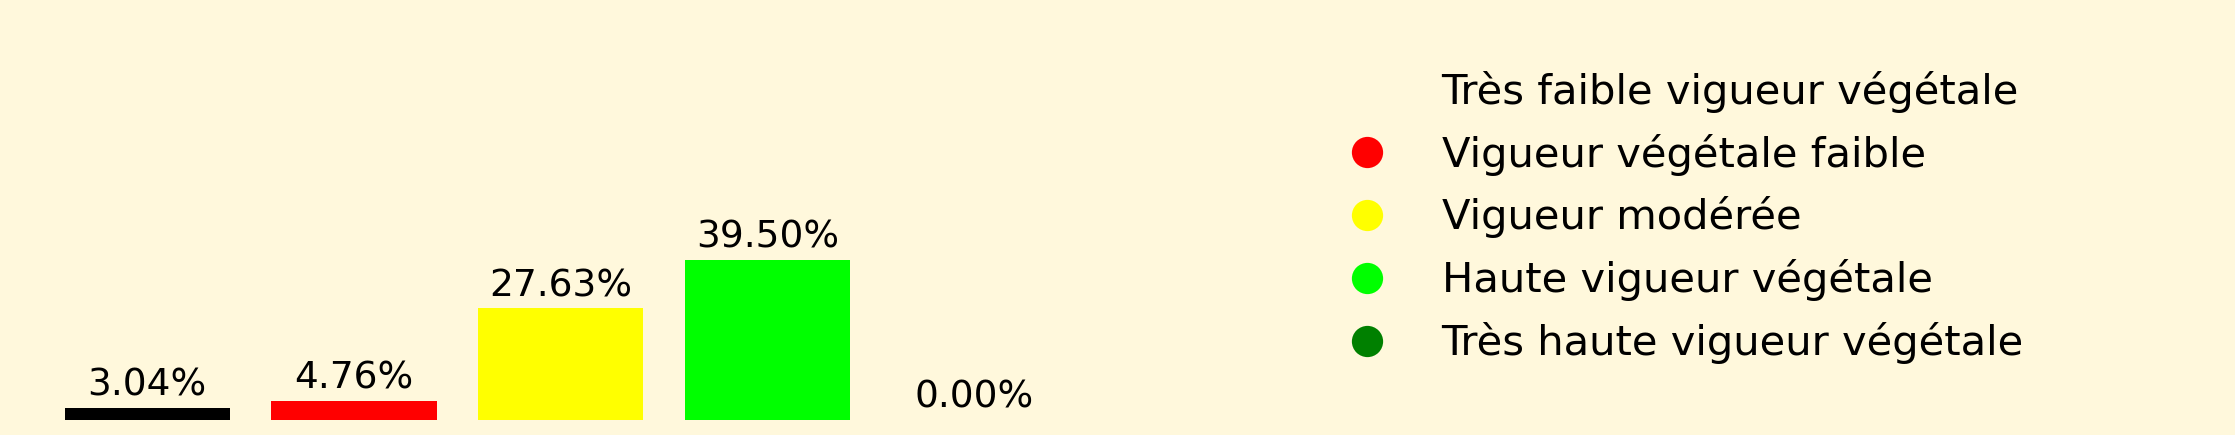 3.04%
4.76%
27.63%
39.50%
0.00%
Très faible vigueur végétale
Vigueur végétale faible
Vigueur modérée
Haute vigueur végétale
Très haute vigueur végétale